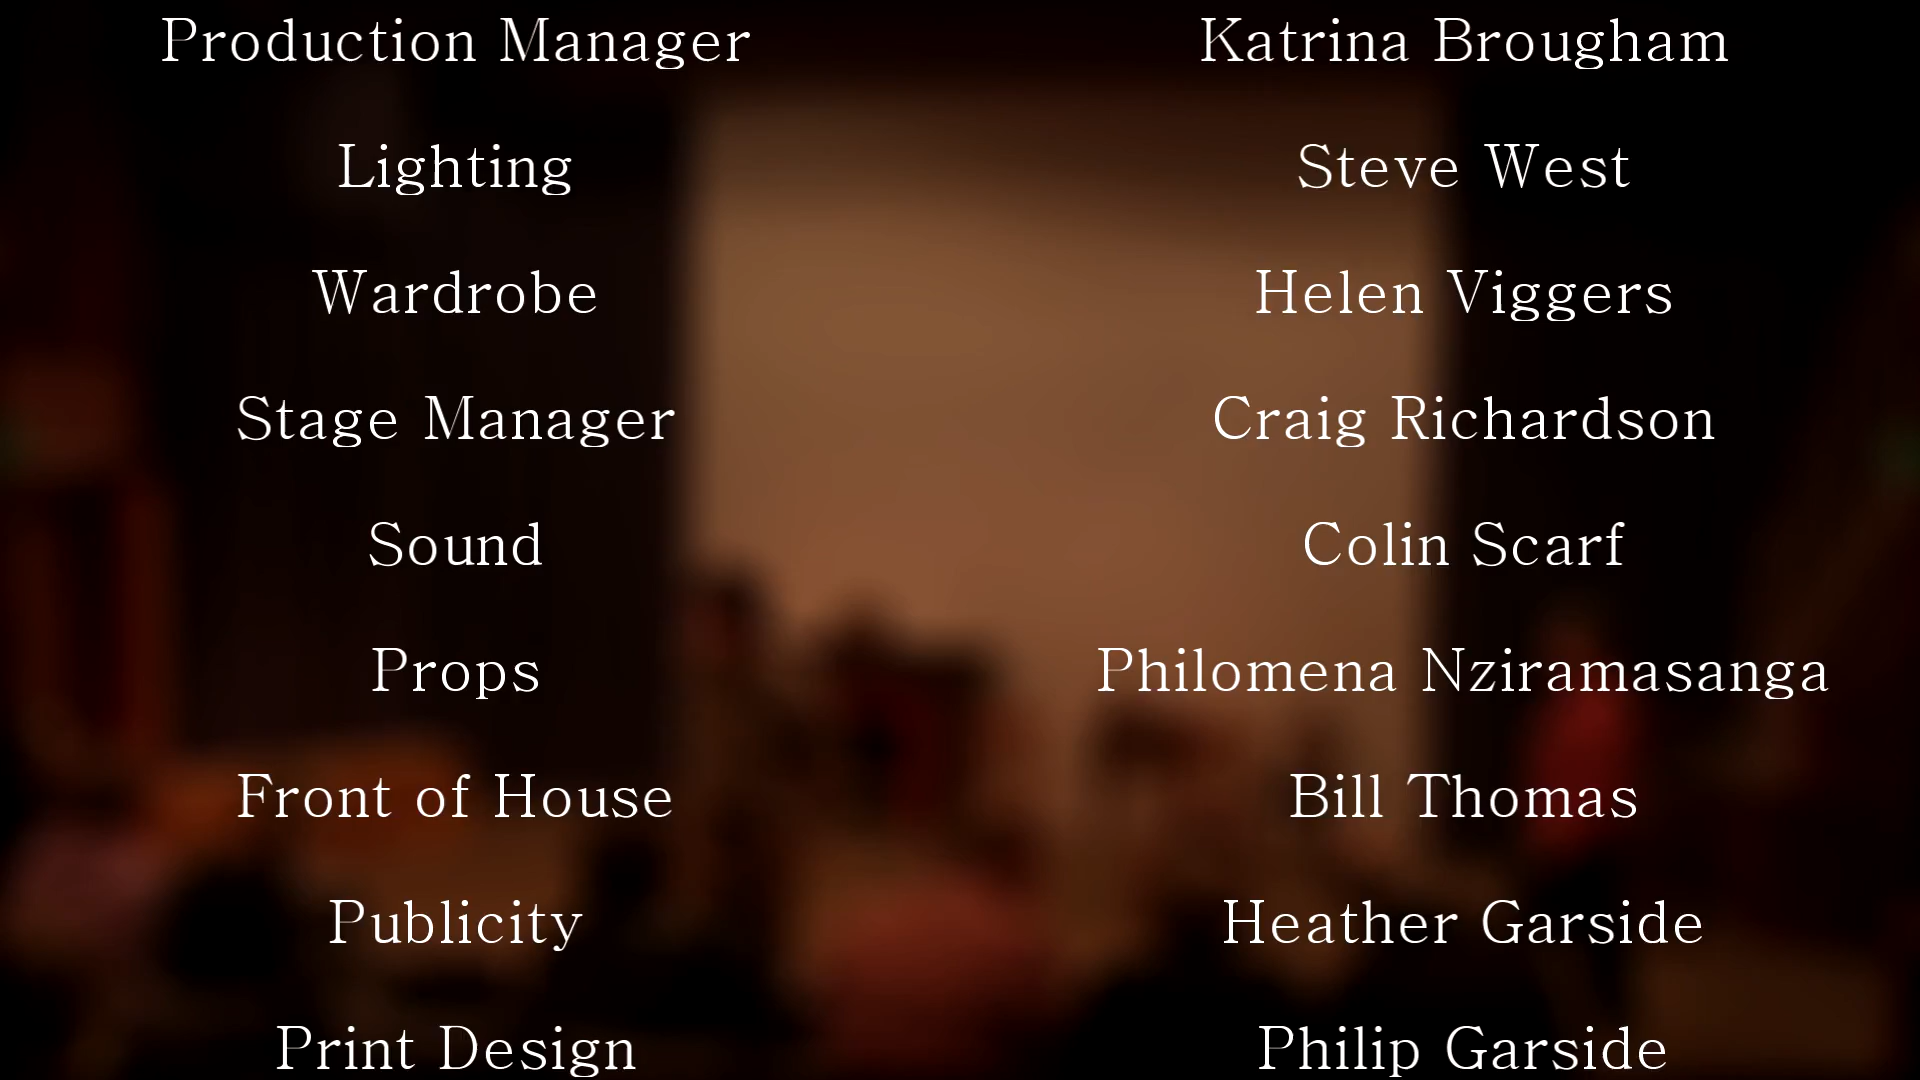 Production Manager Katrina Brougham
Lighting Steve West
Wardrobe Helen Viggers
Stage Manager Craig Richardson
Sound Colin Scarf
Props Philomena Nziramasanga
Front of House Bill Thomas
Publicity Heather Garside
Print Design Philip Garside